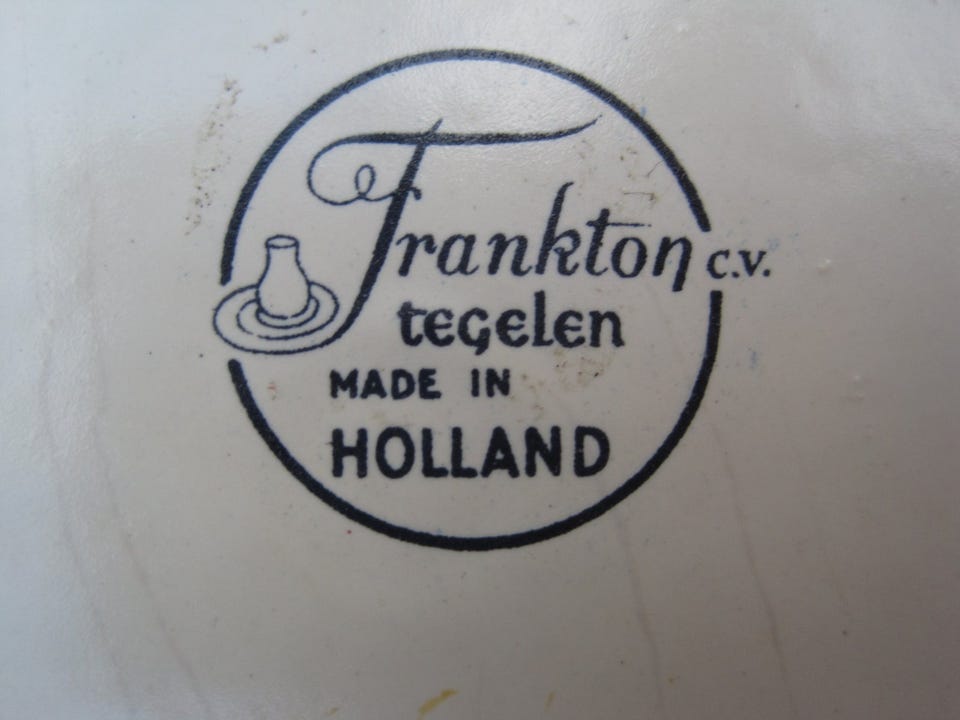 Frankton c.v.
tegelen
MADE IN
HOLLAND